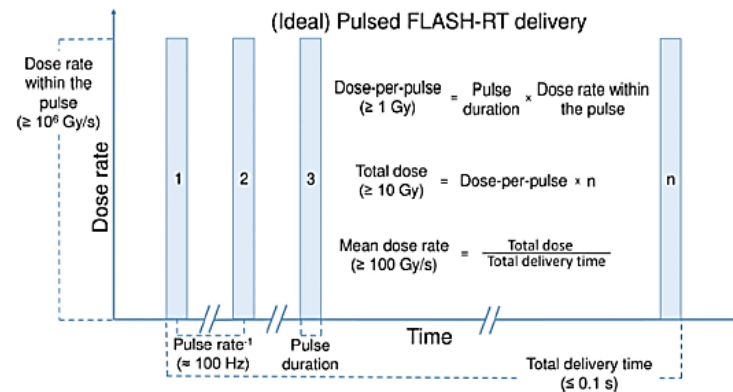 (Ideal) Pulsed FLASH-RT delivery
Dose rate
within the
pulse
(≥ 10⁶ Gy/s)
Dose rate
1
2
3
n
Dose-per-pulse = Pulse × Dose rate within
(≥ 1 Gy) duration the pulse
Total dose = Dose-per-pulse × n
(≥ 10 Gy)
Mean dose rate = Total dose
(≥ 100 Gy/s) Total delivery time
Time
Pulse rate⁻¹
(≈ 100 Hz)
Pulse
duration
Total delivery time
(≤ 0.1 s)